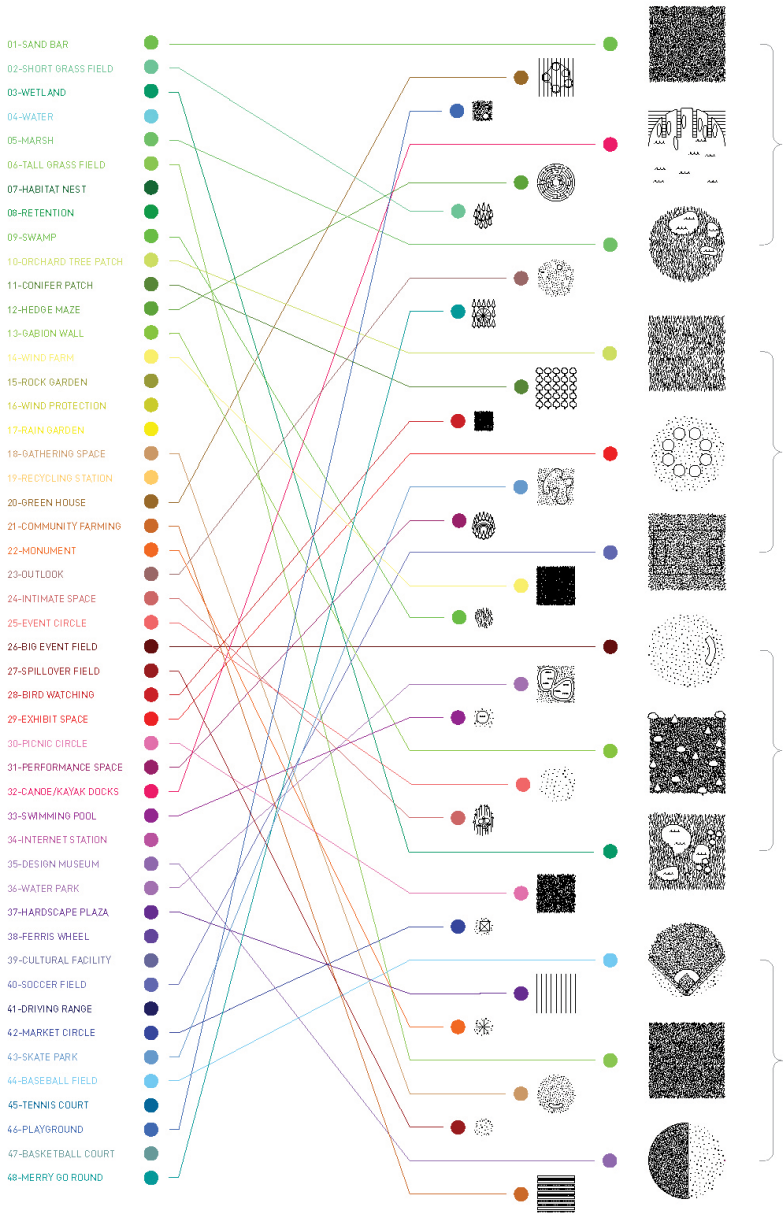 01-SAND BAR
02-SHORT GRASS FIELD
03-WETLAND
04-WATER
05-MARSH
06-TALL GRASS FIELD
07-HABITAT NEST
08-RETENTION
09-SWAMP
10-ORCHARD TREE PATCH
11-CONIFER PATCH
12-HEDGE MAZE
13-GABION WALL
14-WIND FARM
15-ROCK GARDEN
16-WIND PROTECTION
17-RAIN GARDEN
18-GATHERING SPACE
19-RECYCLING STATION
20-GREEN HOUSE
21-COMMUNITY FARMING
22-MONUMENT
23-OUTLOOK
24-INTIMATE SPACE
25-EVENT CIRCLE
26-BIG EVENT FIELD
27-SPILLOVER FIELD
28-BIRD WATCHING
29-EXHIBIT SPACE
30-PICNIC CIRCLE
31-PERFORMANCE SPACE
32-CANOE/KAYAK DOCKS
33-SWIMMING POOL
34-INTERNET STATION
35-DESIGN MUSEUM
36-WATER PARK
37-HARDSCAPE PLAZA
38-FERRIS WHEEL
39-CULTURAL FACILITY
40-SOCCER FIELD
41-DRIVING RANGE
42-MARKET CIRCLE
43-SKATE PARK
44-BASEBALL FIELD
45-TENNIS COURT
46-PLAYGROUND
47-BASKETBALL COURT
48-MERRY GO ROUND